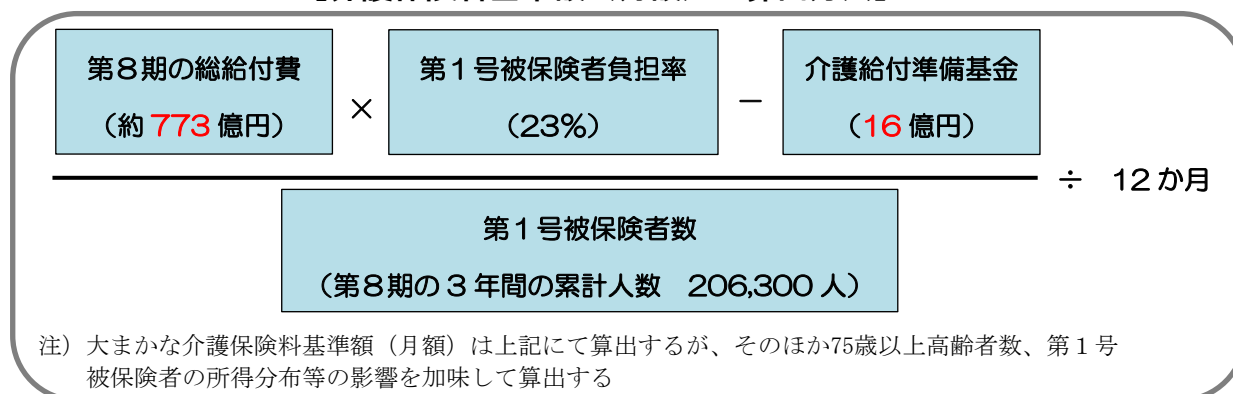 第８期の総給付費
（約 773 億円）
×
第１号被保険者負担率
（23％）
－
介護給付準備基金
（16 億円）
÷ 12 か月
第１号被保険者数
（第８期の３年間の累計人数　206,300 人）
注）大まかな介護保険料基準額（月額）は上記にて算出するが、そのほか75歳以上高齢者数、第１号
被保険者の所得分布等の影響を加味して算出する